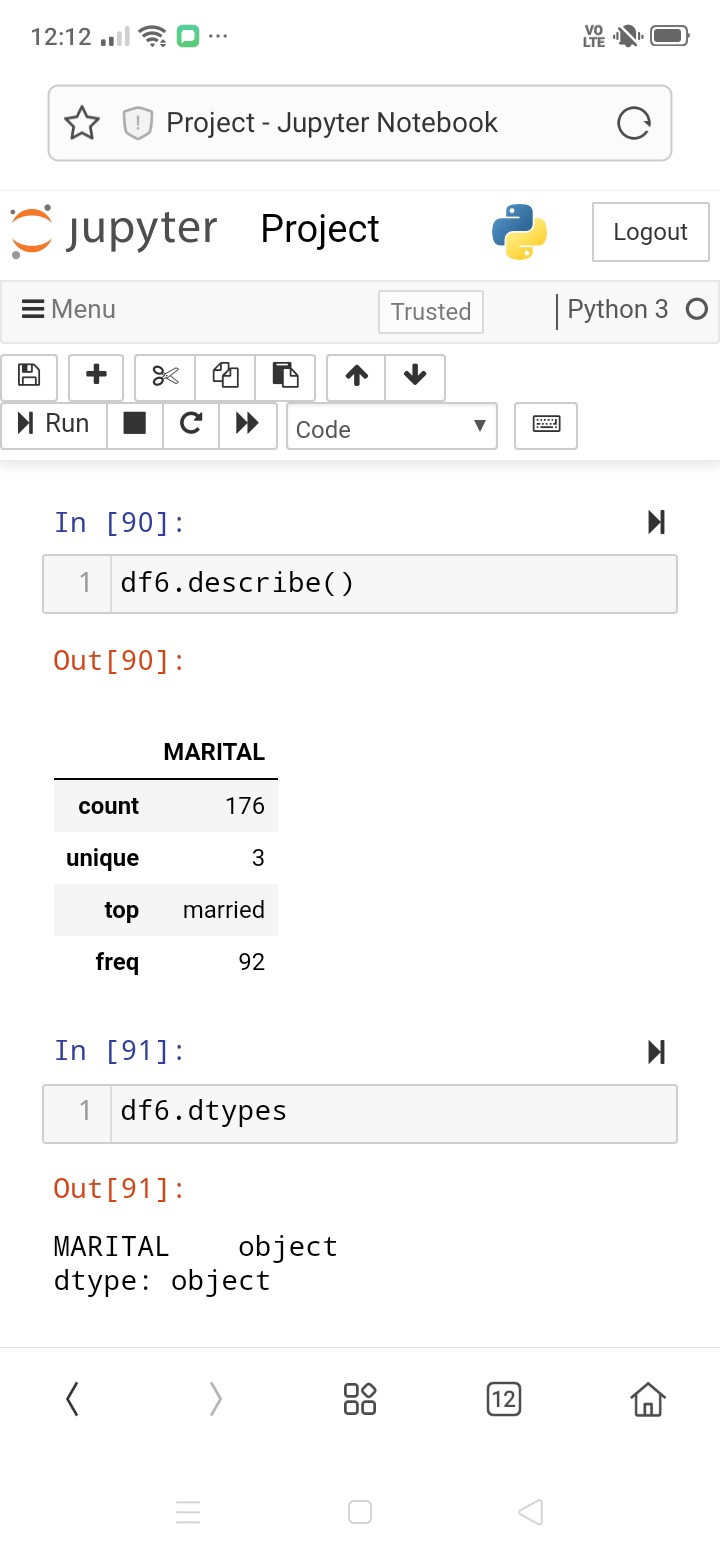 12:12 ... VO LTE
Project - Jupyter Notebook
jupyter Project Logout
Menu Trusted Python 3
Run Code
In [90]:
1 df6.describe()
Out[90]:
MARITAL
count 176
unique 3
top married
freq 92
In [91]:
1 df6.dtypes
Out[91]:
MARITAL    object
dtype: object
12